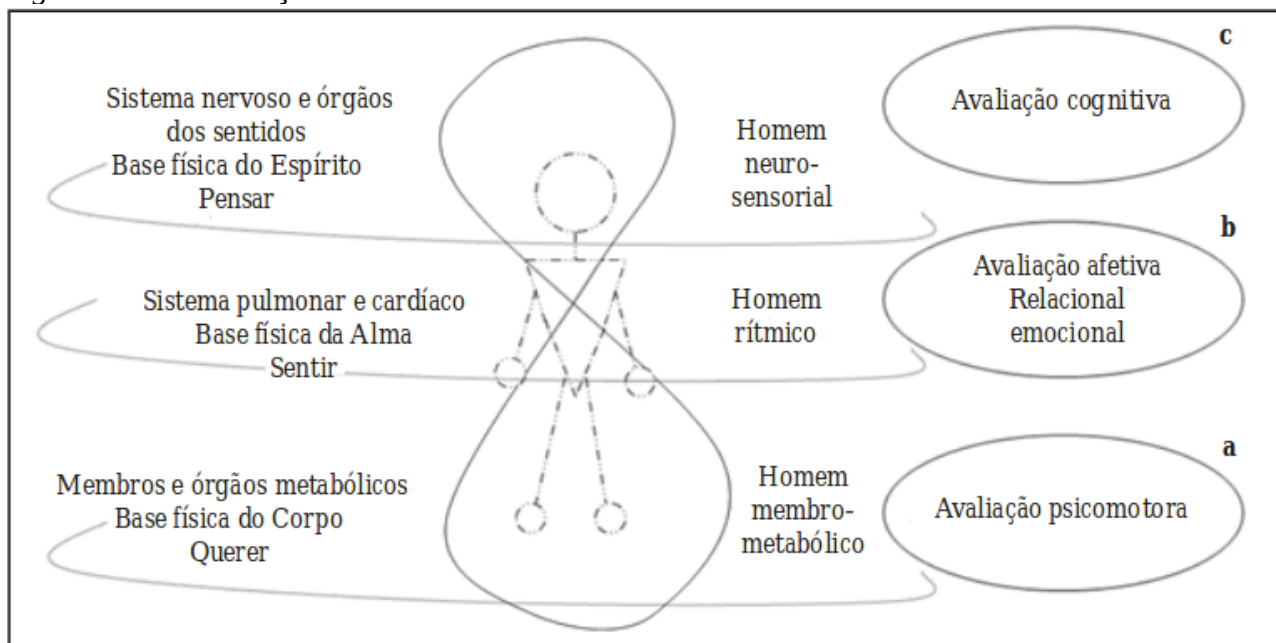 Sistema nervoso e órgãos
dos sentidos
Base física do Espírito
Pensar
Homem
neuro-
sensorial
c
Avaliação cognitiva
Sistema pulmonar e cardíaco
Base física da Alma
Sentir
Homem
rítmico
b
Avaliação afetiva
Relacional
emocional
Membros e órgãos metabólicos
Base física do Corpo
Querer
Homem
membro-
metabólico
a
Avaliação psicomotora